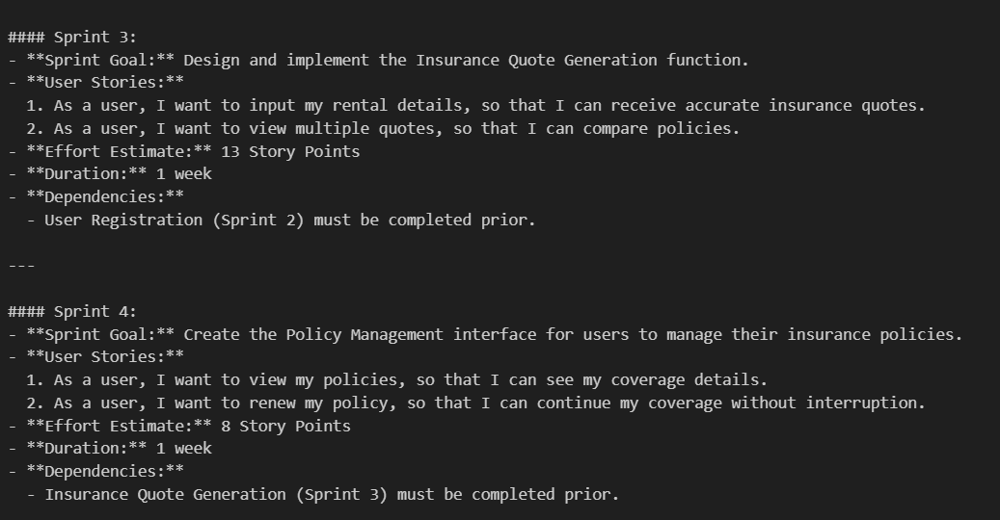 #### Sprint 3:
- **Sprint Goal:** Design and implement the Insurance Quote Generation function.
- **User Stories:**
  1. As a user, I want to input my rental details, so that I can receive accurate insurance quotes.
  2. As a user, I want to view multiple quotes, so that I can compare policies.
- **Effort Estimate:** 13 Story Points
- **Duration:** 1 week
- **Dependencies:**
  - User Registration (Sprint 2) must be completed prior.

---

#### Sprint 4:
- **Sprint Goal:** Create the Policy Management interface for users to manage their insurance policies.
- **User Stories:**
  1. As a user, I want to view my policies, so that I can see my coverage details.
  2. As a user, I want to renew my policy, so that I can continue my coverage without interruption.
- **Effort Estimate:** 8 Story Points
- **Duration:** 1 week
- **Dependencies:**
  - Insurance Quote Generation (Sprint 3) must be completed prior.